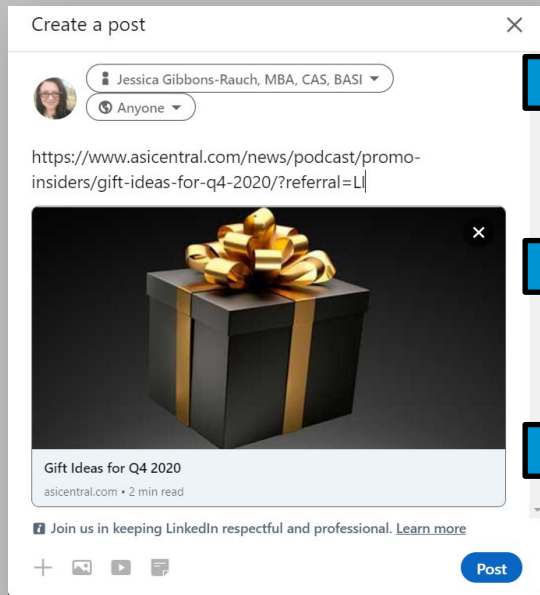 Create a post
Jessica Gibbons-Rauch, MBA, CAS, BASI
Anyone
https://www.asicentral.com/news/podcast/promo-
insiders/gift-ideas-for-q4-2020/?referral=LI
Gift Ideas for Q4 2020
asicentral.com • 2 min read
Join us in keeping LinkedIn respectful and professional. Learn more
Post